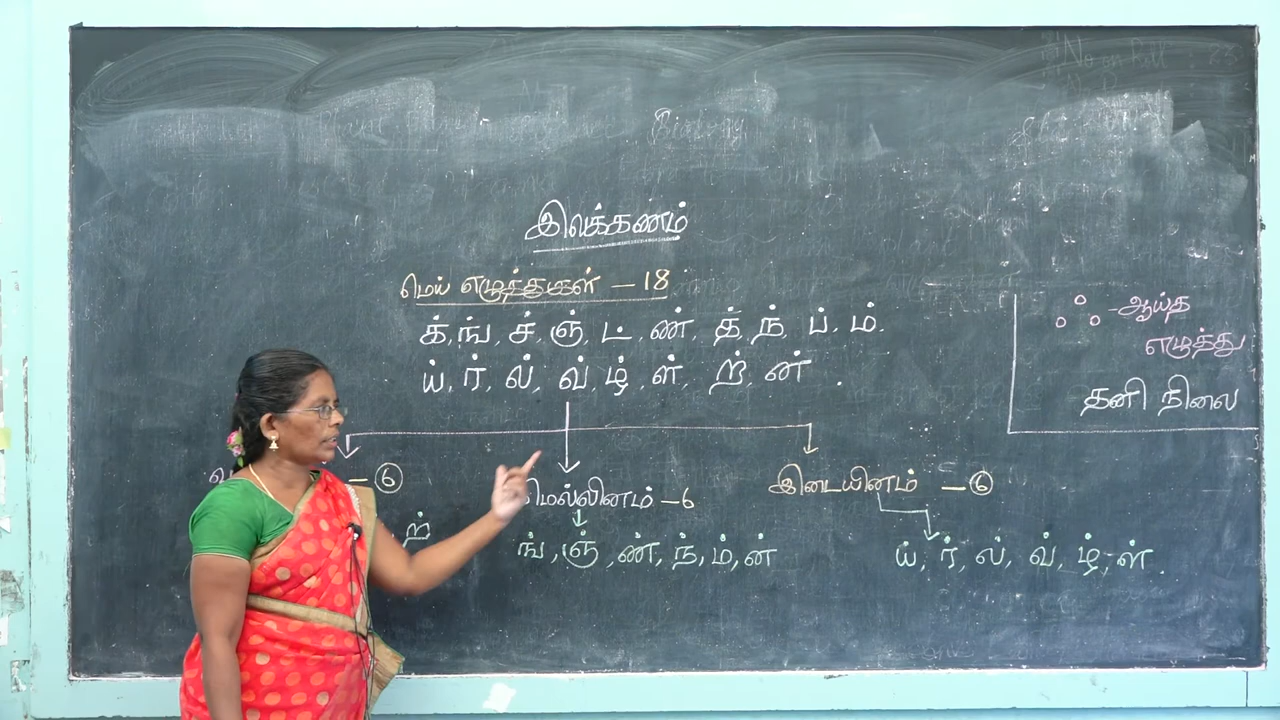 இலக்கணம்
மெய் எழுத்துகள் – 18
க், ங், ச், ஞ், ட், ண், த், ந், ப், ம்.
ய், ர், ல், வ், ழ், ள், ற், ன் .
ஃ - ஆய்த
எழுத்து
தனி நிலை
– 6
மெல்லினம் – 6
இடையினம் – 6
ற்
ங், ஞ், ண், ந், ம், ன்
ய், ர், ல், வ், ழ், ள்.